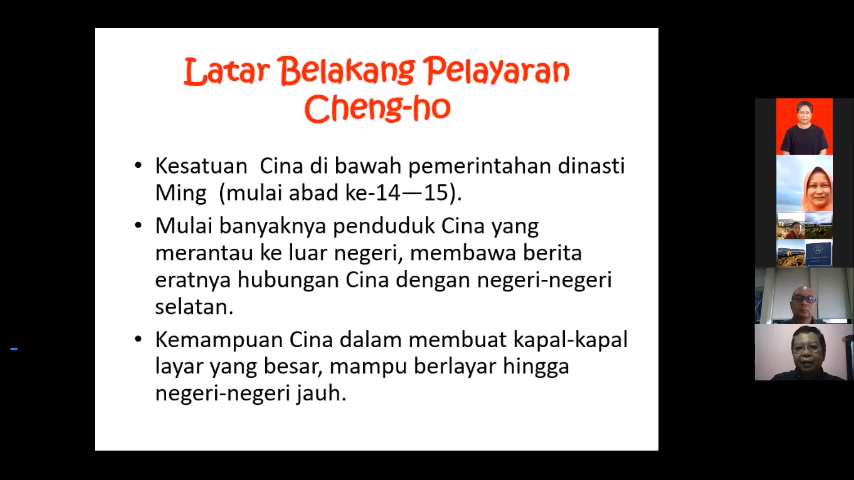 Latar Belakang Pelayaran
Cheng-ho
• Kesatuan Cina di bawah pemerintahan dinasti
Ming (mulai abad ke-14—15).
• Mulai banyaknya penduduk Cina yang
merantau ke luar negeri, membawa berita
eratnya hubungan Cina dengan negeri-negeri
selatan.
• Kemampuan Cina dalam membuat kapal-kapal
layar yang besar, mampu berlayar hingga
negeri-negeri jauh.